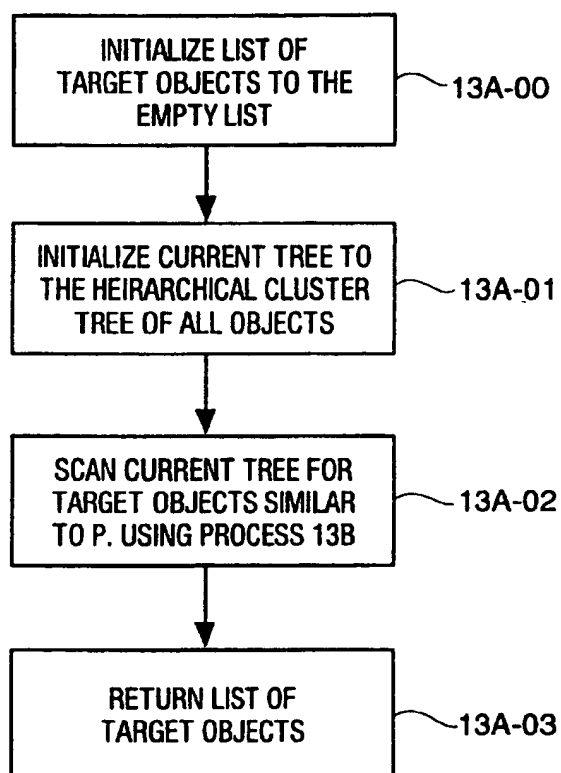 INITIALIZE LIST OF
TARGET OBJECTS TO THE
EMPTY LIST
13A-00
INITIALIZE CURRENT TREE TO
THE HEIRARCHICAL CLUSTER
TREE OF ALL OBJECTS
13A-01
SCAN CURRENT TREE FOR
TARGET OBJECTS SIMILAR
TO P. USING PROCESS 13B
13A-02
RETURN LIST OF
TARGET OBJECTS
13A-03